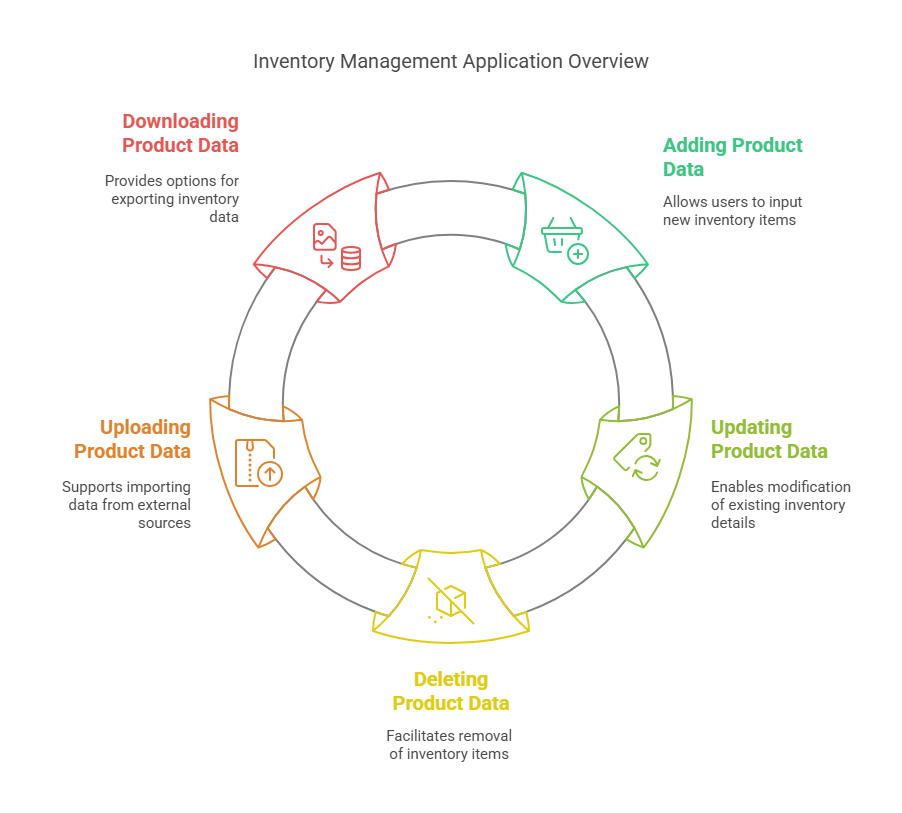 Inventory Management Application Overview
Downloading
Product Data
Provides options for
exporting inventory
data
Adding Product
Data
Allows users to input
new inventory items
Uploading
Product Data
Supports importing
data from external
sources
Updating
Product Data
Enables modification
of existing inventory
details
Deleting
Product Data
Facilitates removal
of inventory items